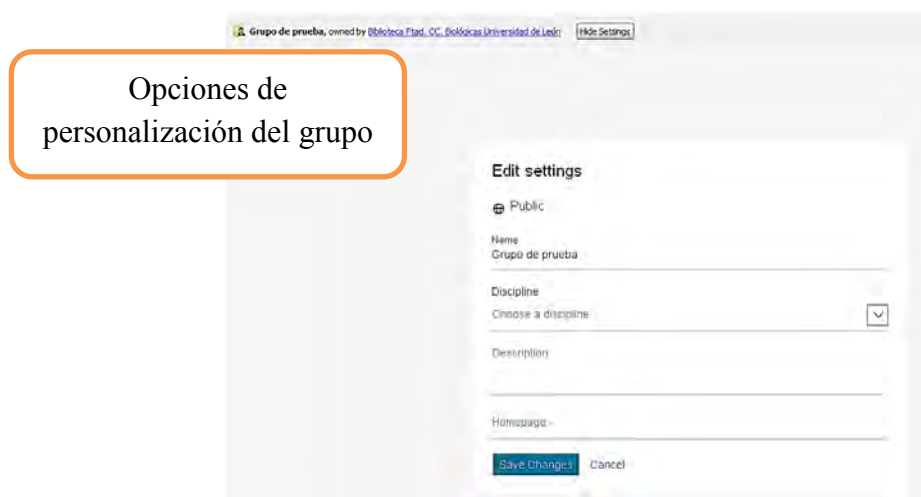 Grupo de prueba, owned by Biblioteca Ftad. CC. Biológicas Universidad de León Hide Settings
Opciones de
personalización del grupo
Edit settings
Public
Name
Grupo de prueba
Discipline
Choose a discipline
Description
Homepage
Save Changes Cancel